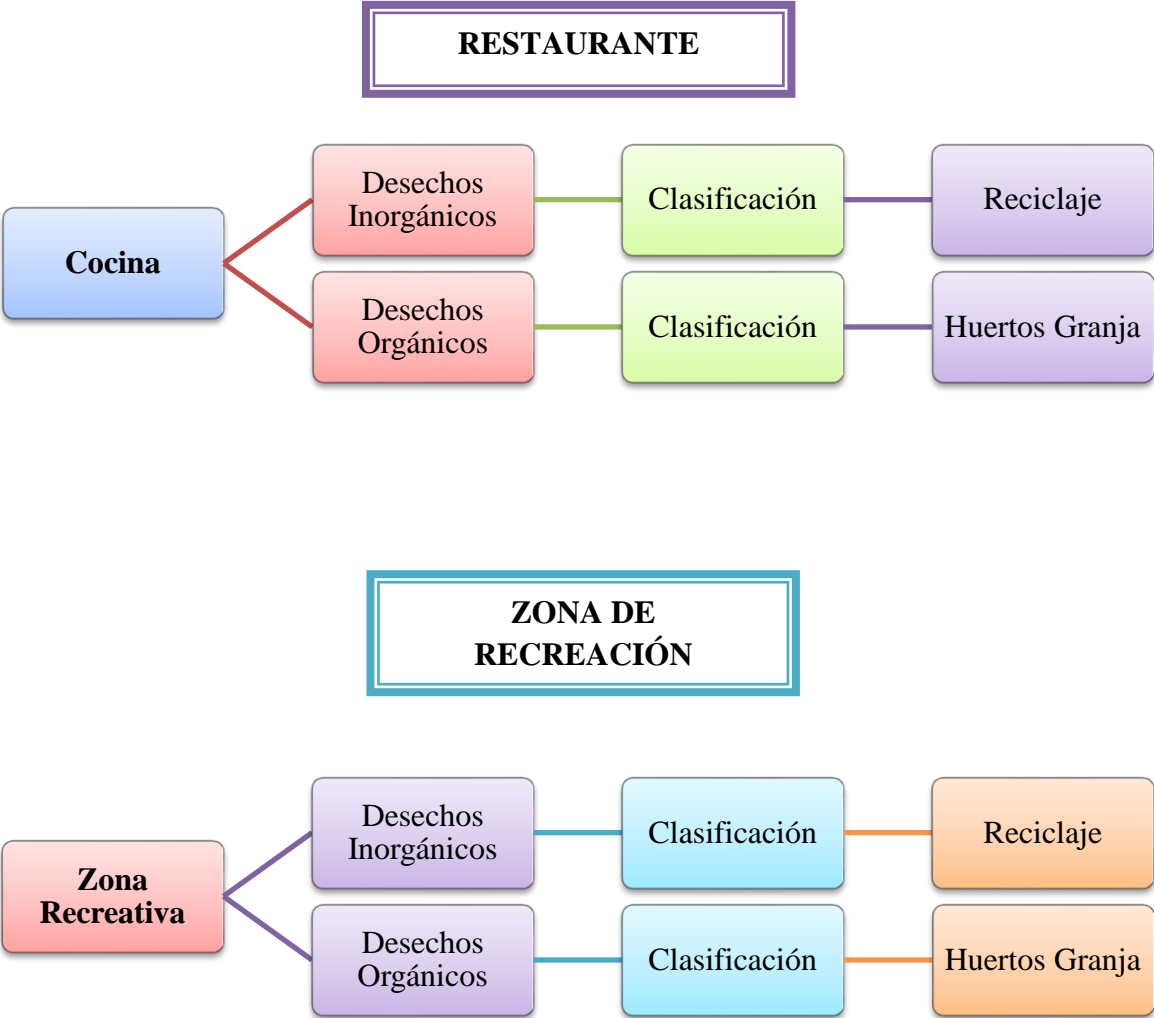 RESTAURANTE
Cocina
Desechos
Inorgánicos
Clasificación
Reciclaje
Desechos
Orgánicos
Clasificación
Huertos Granja
ZONA DE
RECREACIÓN
Zona
Recreativa
Desechos
Inorgánicos
Clasificación
Reciclaje
Desechos
Orgánicos
Clasificación
Huertos Granja